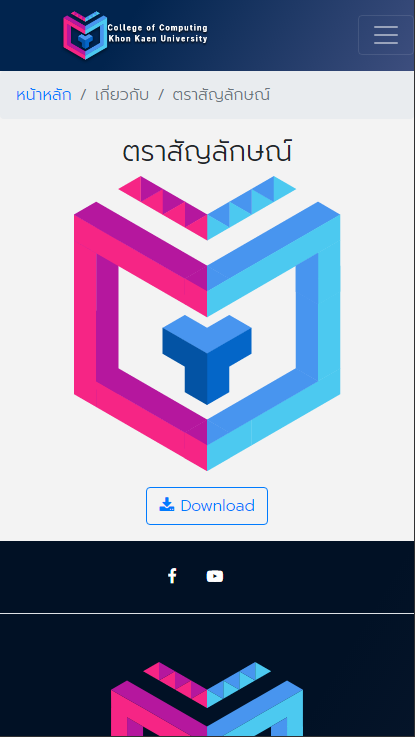 College of Computing
Khon Kaen University
หน้าหลัก / เกี่ยวกับ / ตราสัญลักษณ์
ตราสัญลักษณ์
Download